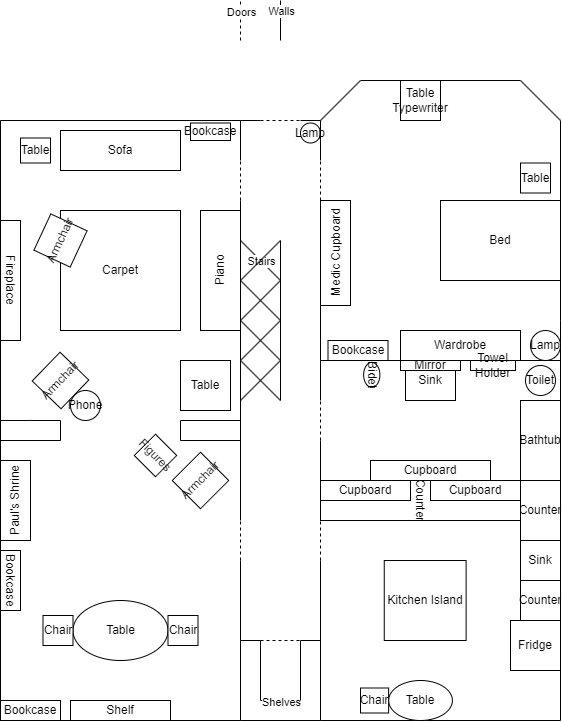 Doors
Walls
Table
Typewriter
Bookcase
Lamp
Table
Sofa
Table
Armchair
Carpet
Piano
Stairs
Medic Cupboard
Bed
Fireplace
Bookcase
Wardrobe
Lamp
Mirror
Towel
Holder
Armchair
Phone
Table
Bidet
Sink
Toilet
Bathtub
Figures
Armchair
Cupboard
Paul's Shrine
Cupboard
Counter
Cupboard
Counter
Bookcase
Sink
Counter
Kitchen Island
Chair
Table
Chair
Fridge
Bookcase
Shelf
Shelves
Chair
Table